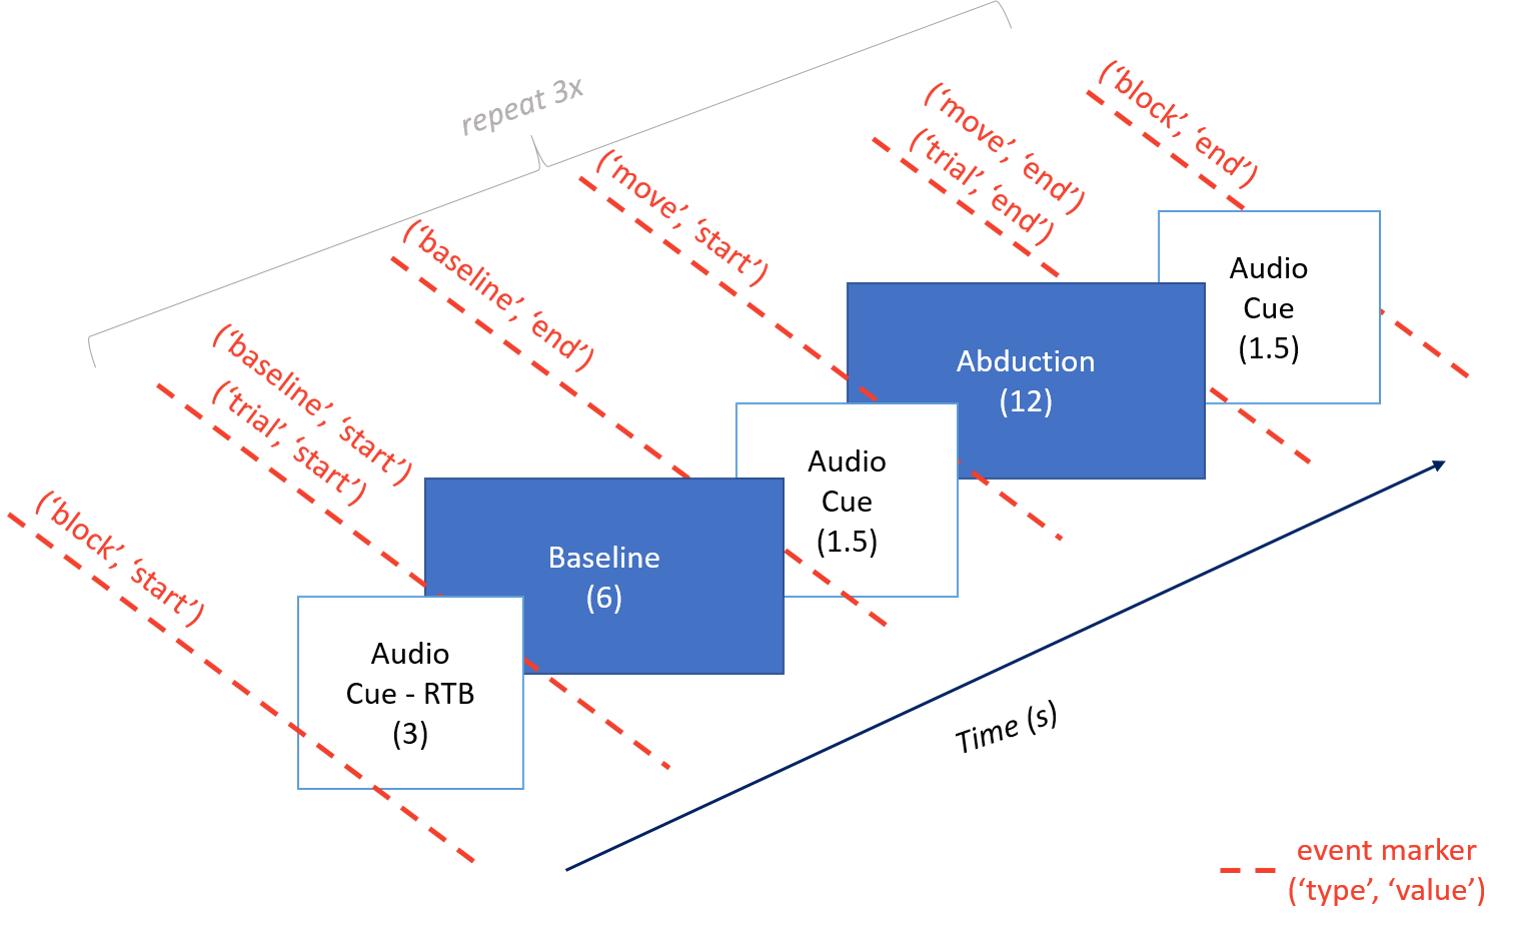 repeat 3x
(‘block’, ‘end’)
(‘move’, ‘end’)
(‘trial’, ‘end’)
(‘move’, ‘start’)
(‘baseline’, ‘end’)
(‘baseline’, ‘start’)
(‘trial’, ‘start’)
(‘block’, ‘start’)
Audio
Cue
(1.5)
Abduction
(12)
Audio
Cue
(1.5)
Baseline
(6)
Audio
Cue - RTB
(3)
Time (s)
event marker
(‘type’, ‘value’)